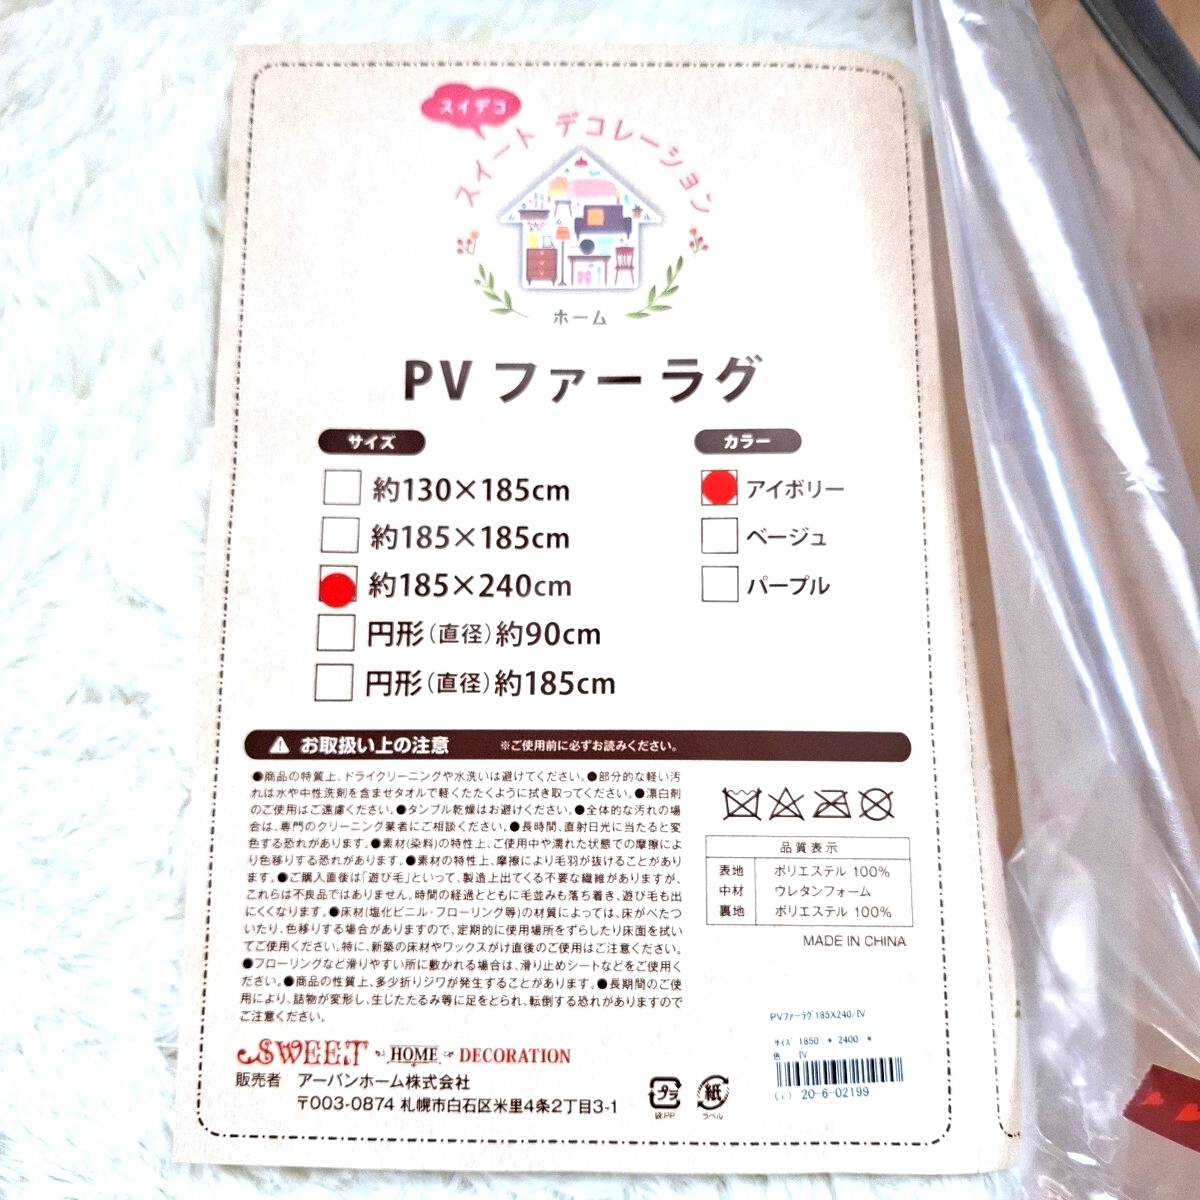 スイデコ
スイート デコレーション
ホーム
PV ファーラグ
サイズ
約130×185cm
約185×185cm
約185×240cm
円形(直径)約90cm
円形(直径)約185cm
カラー
アイボリー
ベージュ
パープル
お取扱い上の注意 ※ご使用前に必ずお読みください。
●商品の特質上、ドライクリーニングや水洗いは避けてください。●部分的な軽い汚
れは水や中性洗剤を含ませタオルで軽くたたくように拭き取ってください。●漂白剤
のご使用はご遠慮ください。●タンブル乾燥はお避けください。●全体的な汚れの場
合は、専門のクリーニング業者にご相談ください。●長時間、直射日光に当たると変
色する恐れがあります。●素材(染料)の特性上、ご使用中や濡れた状態での摩擦によ
り色移りする恐れがあります。●素材の特性上、摩擦により毛羽が抜けることがあり
ます。●ご購入直後は「遊び毛」といって、製造上出てくる不要な繊維がありますが、
これらは不良品ではありません。時間の経過とともに毛並みも落ち着き、遊び毛も出
にくくなります。●床材(塩化ビニル・フローリング等)の材質によっては、床がべたつ
いたり、色移りする場合がありますので、定期的に使用場所をずらしたり床面を拭い
てご使用ください。特に、新築の床材やワックスがけ直後のご使用はご注意ください。
●フローリングなど滑りやすい所に敷かれる場合は、滑り止めシートなどをご使用く
ださい。●商品の性質上、多少折りジワが発生することがあります。●長期間のご使
用により、詰物が変形し、生じたたるみ等に足をとられ、転倒する恐れがありますので
ご注意ください。
品質表示
表地 ポリエステル 100%
中材 ウレタンフォーム
裏地 ポリエステル 100%
MADE IN CHINA
PVファーラグ185X240/IV
サイズ 1850 * 2400 *
色 IV
(1) 20-6-02199
SWEET HOME DECORATION
販売者 アーバンホーム株式会社
〒003-0874 札幌市白石区米里4条2丁目3-1
プラ
袋:PP
紙
ラベル